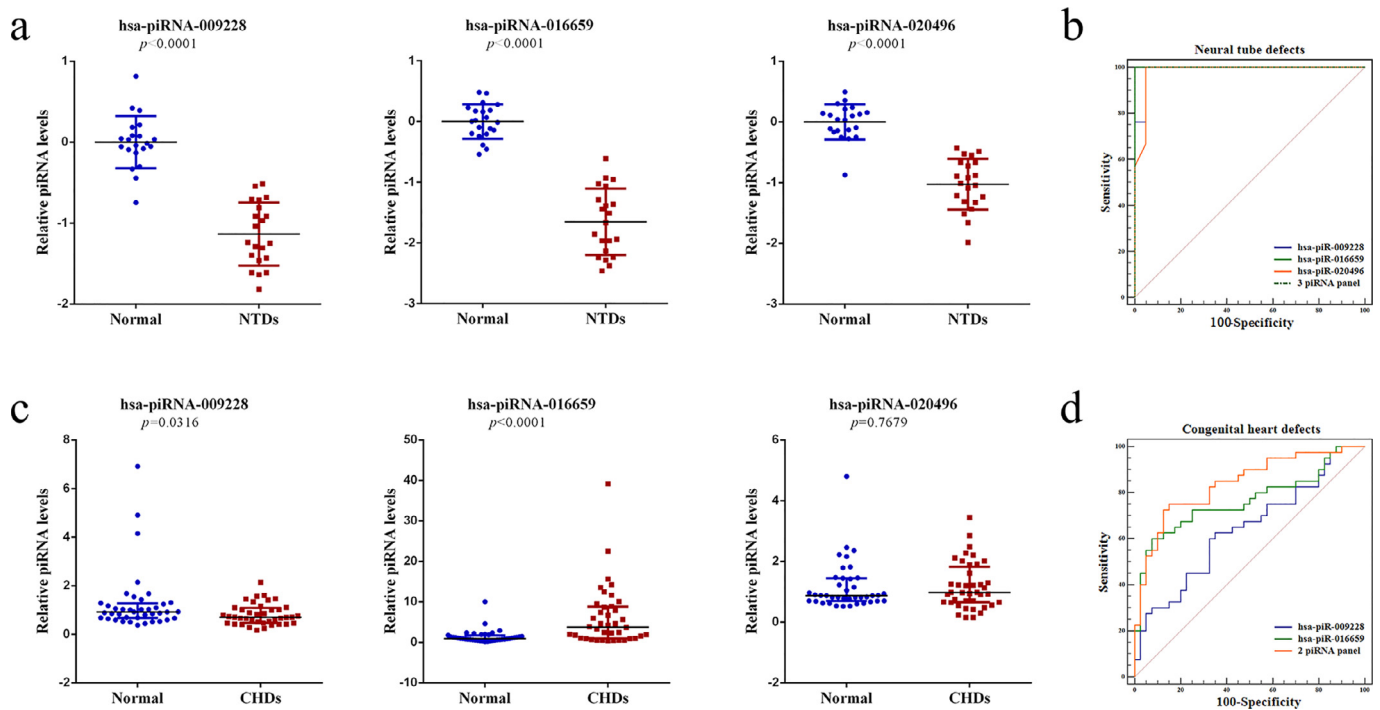 a
hsa-piRNA-009228
p<0.0001
Relative piRNA levels
1
0
-1
-2
Normal NTDs
hsa-piRNA-016659
p<0.0001
Relative piRNA levels
1
0
-1
-2
-3
Normal NTDs
hsa-piRNA-020496
p<0.0001
Relative piRNA levels
1
0
-1
-2
-3
Normal NTDs
b
Neural tube defects
Sensitivity
100
80
60
40
20
0
0 20 40 60 80 100
100-Specificity
hsa-piR-009228
hsa-piR-016659
hsa-piR-020496
3 piRNA panel
c
hsa-piRNA-009228
p=0.0316
Relative piRNA levels
8
6
4
2
0
-2
Normal CHDs
hsa-piRNA-016659
p<0.0001
Relative piRNA levels
50
40
30
20
10
0
-10
Normal CHDs
hsa-piRNA-020496
p=0.7679
Relative piRNA levels
6
4
2
0
-2
Normal CHDs
d
Congenital heart defects
Sensitivity
100
80
60
40
20
0
0 20 40 60 80 100
100-Specificity
hsa-piR-009228
hsa-piR-016659
2 piRNA panel